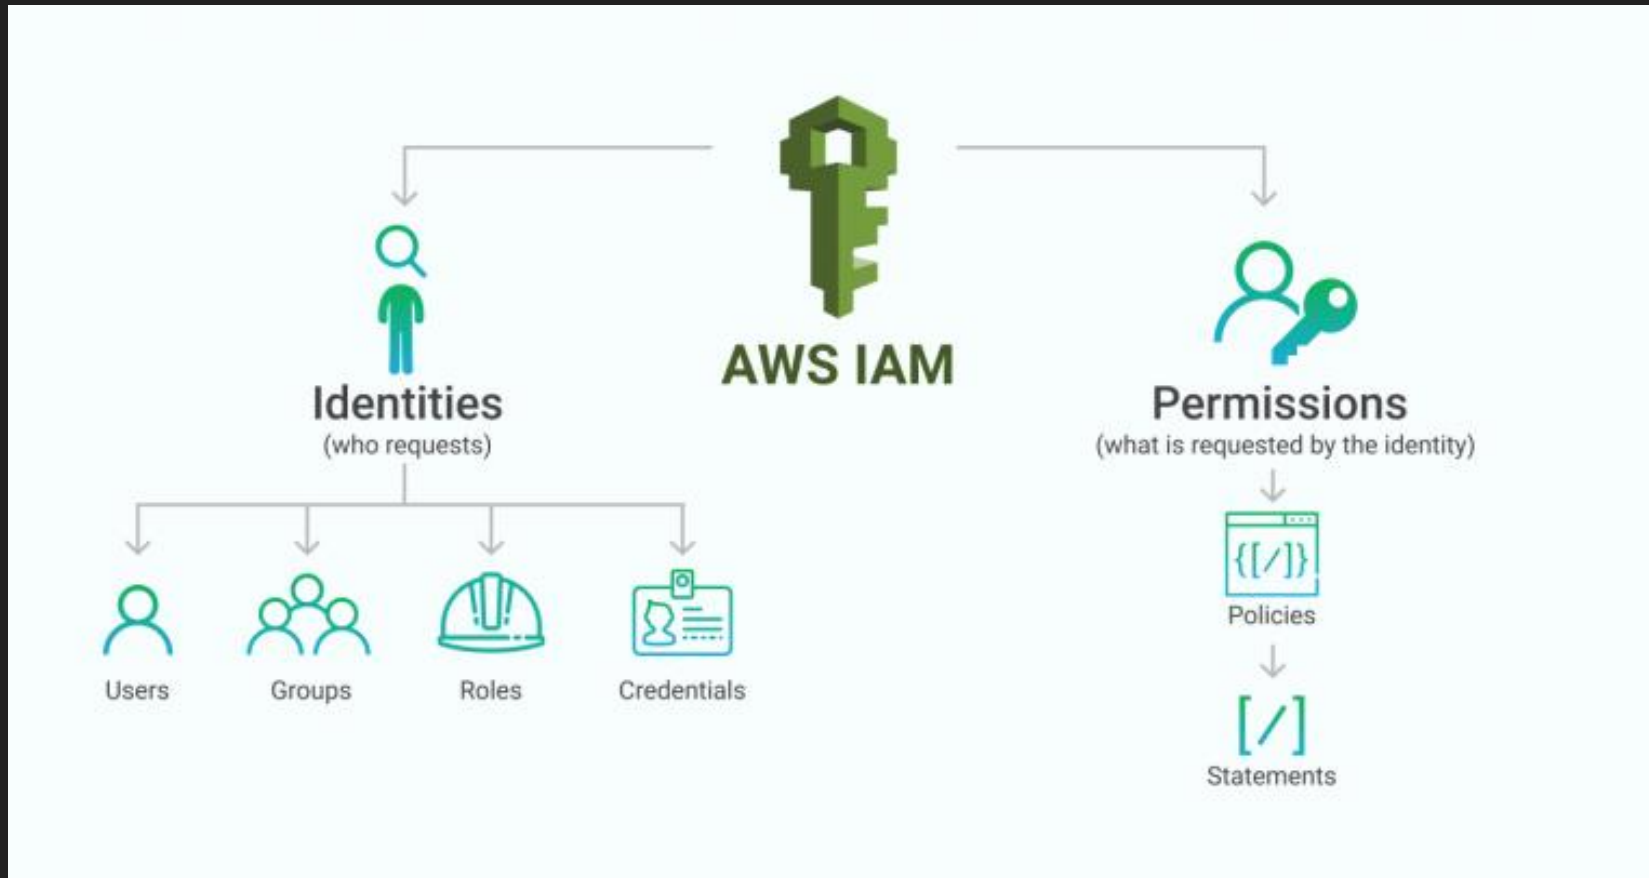 AWS IAM
Identities
(who requests)
Users
Groups
Roles
Credentials
Permissions
(what is requested by the identity)
{[/]}
Policies
[/]
Statements